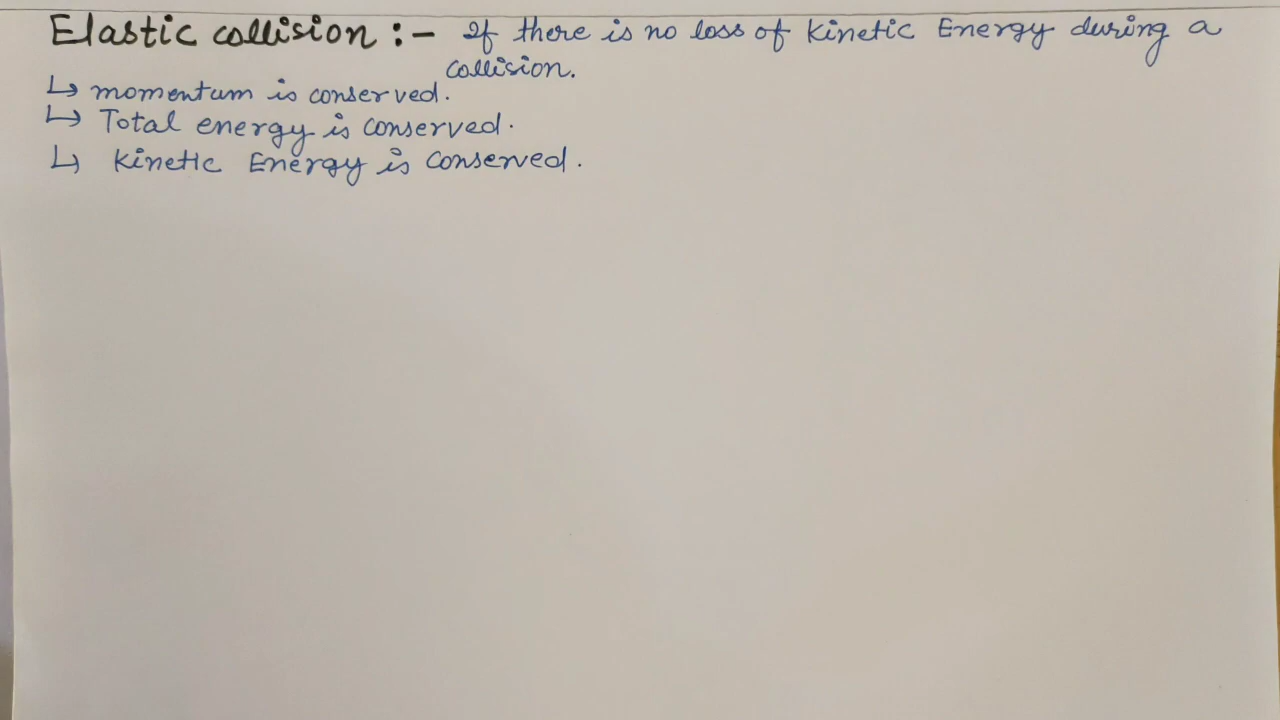 Elastic collision :- If there is no loss of Kinetic Energy during a
collision.
↳ momentum is conserved.
↳ Total energy is conserved.
↳ Kinetic Energy is conserved.